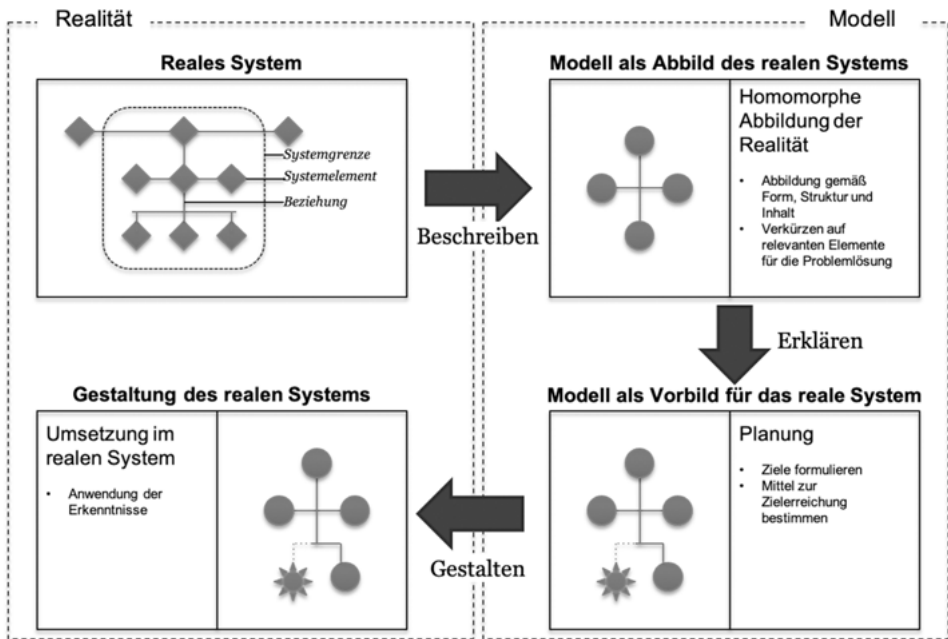 Realität
Modell
Reales System
Systemgrenze
Systemelement
Beziehung
Beschreiben
Modell als Abbild des realen Systems
Homomorphe
Abbildung der
Realität
• Abbildung gemäß
Form, Struktur und
Inhalt
• Verkürzen auf
relevanten Elemente
für die Problemlösung
Erklären
Modell als Vorbild für das reale System
Planung
• Ziele formulieren
• Mittel zur
Zielerreichung
bestimmen
Gestalten
Gestaltung des realen Systems
Umsetzung im
realen System
• Anwendung der
Erkenntnisse